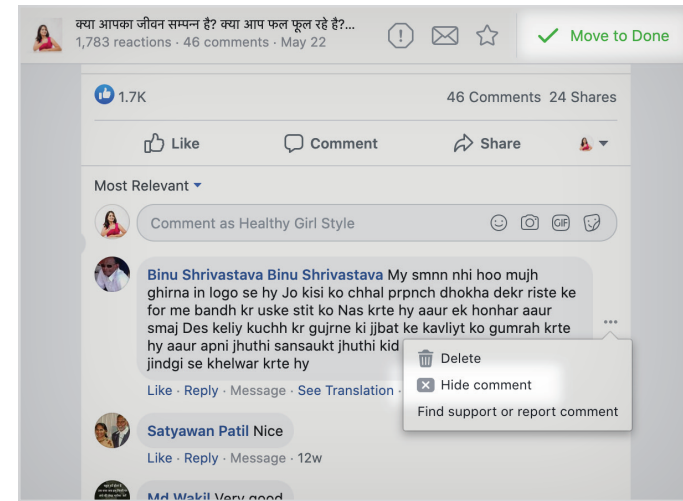 क्या आपका जीवन सम्पन्न है? क्या आप फल फूल रहे है?...
1,783 reactions · 46 comments · May 22
Move to Done
1.7K
46 Comments 24 Shares
Like
Comment
Share
Most Relevant
Comment as Healthy Girl Style
GIF
Binu Shrivastava Binu Shrivastava My smnn nhi hoo mujh
ghirna in logo se hy Jo kisi ko chhal prpnch dhokha dekr riste ke
for me bandh kr uske stit ko Nas krte hy aaur ek honhar aaur
smaj Des keliy kuchh kr gujrne ki jjbat ke kavliyt ko gumrah krte
hy aaur apni jhuthi sansaukt jhuthi kid
jindgi se khelwar krte hy
Delete
Hide comment
Find support or report comment
Like · Reply · Message · See Translation ·
Satyawan Patil Nice
Like · Reply · Message · 12w
Md Wakil Very good